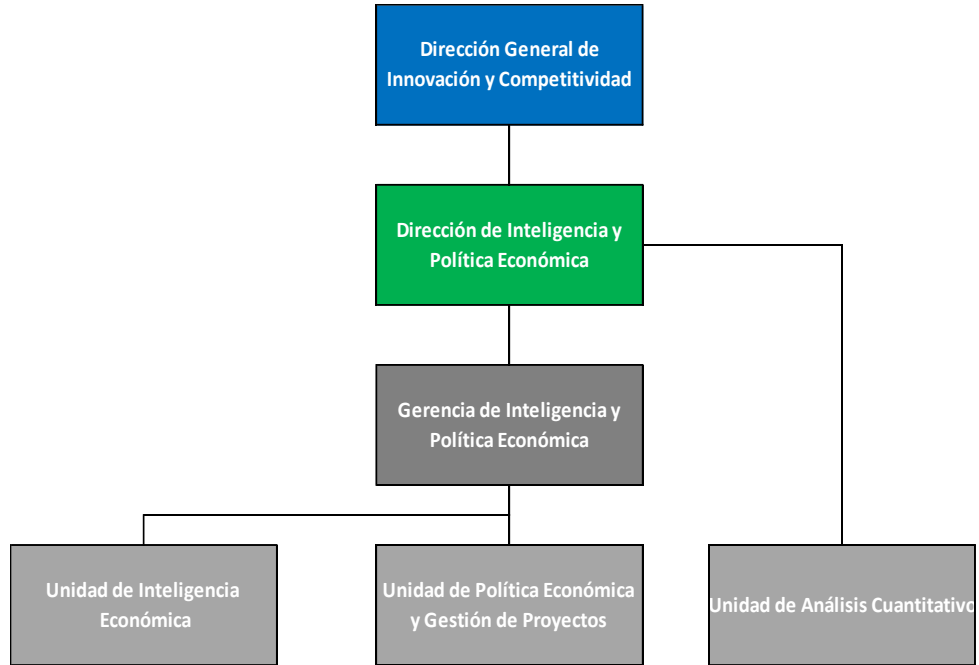 Dirección General de
Innovación y Competitividad
Dirección de Inteligencia y
Política Económica
Gerencia de Inteligencia y
Política Económica
Unidad de Inteligencia
Económica
Unidad de Política Económica
y Gestión de Proyectos
Unidad de Análisis Cuantitativo